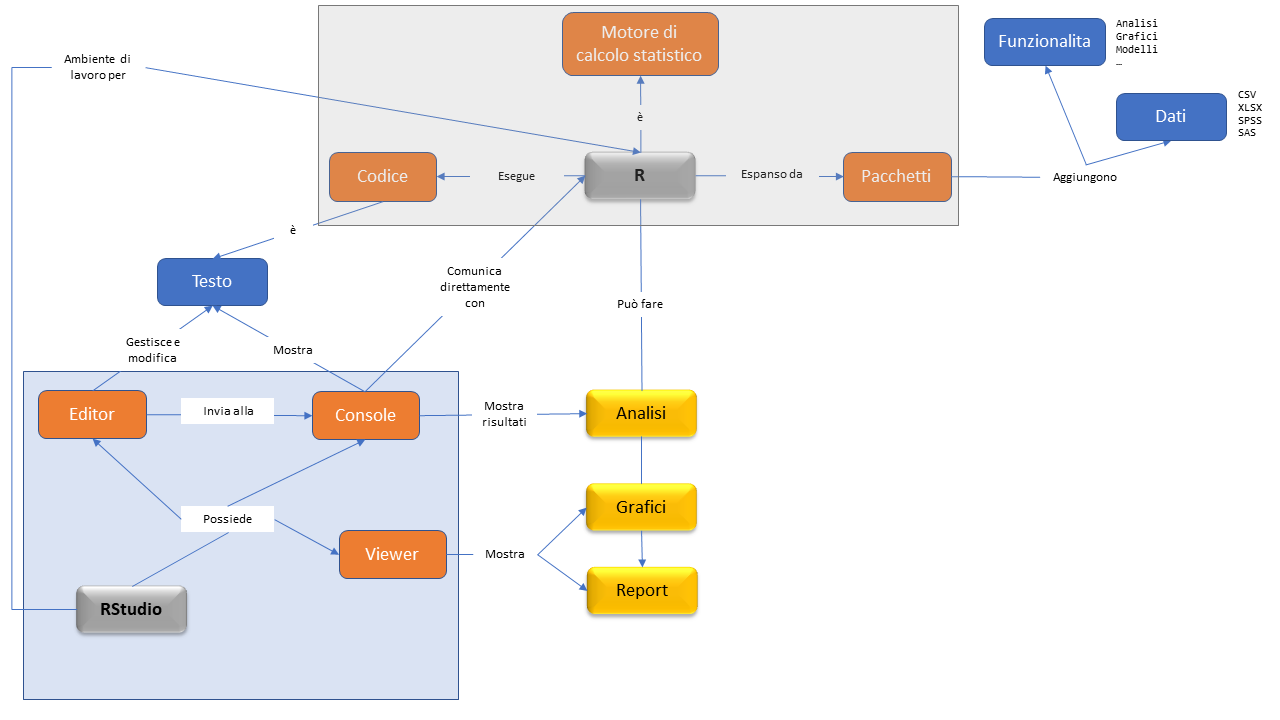 Motore di
calcolo statistico
Funzionalita
Analisi
Grafici
Modelli
…
Ambiente di
lavoro per
Dati
CSV
XLSX
SPSS
SAS
è
Codice
Esegue
R
Espanso da
Pacchetti
Aggiungono
è
Testo
Comunica
direttamente
con
Può fare
Gestisce e
modifica
Mostra
Editor
Invia alla
Console
Mostra
risultati
Analisi
Possiede
Grafici
Viewer
Mostra
Report
RStudio